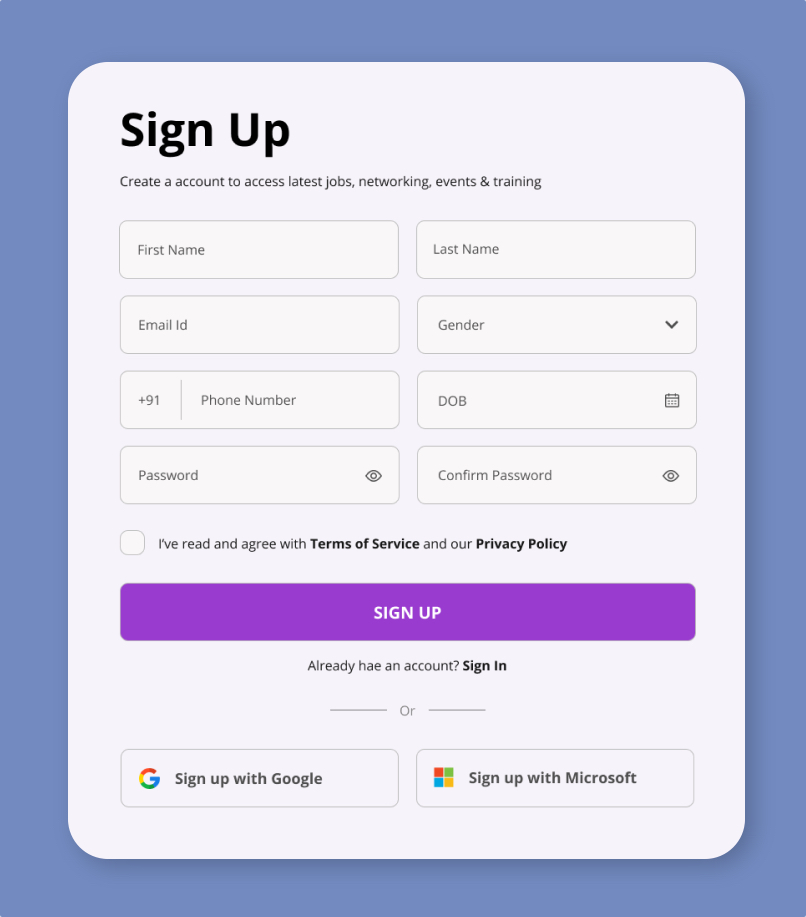 Sign Up
Create a account to access latest jobs, networking, events & training
First Name
Last Name
Email Id
Gender
+91 Phone Number
DOB
Password
Confirm Password
I've read and agree with Terms of Service and our Privacy Policy
SIGN UP
Already hae an account? Sign In
Or
Sign up with Google
Sign up with Microsoft